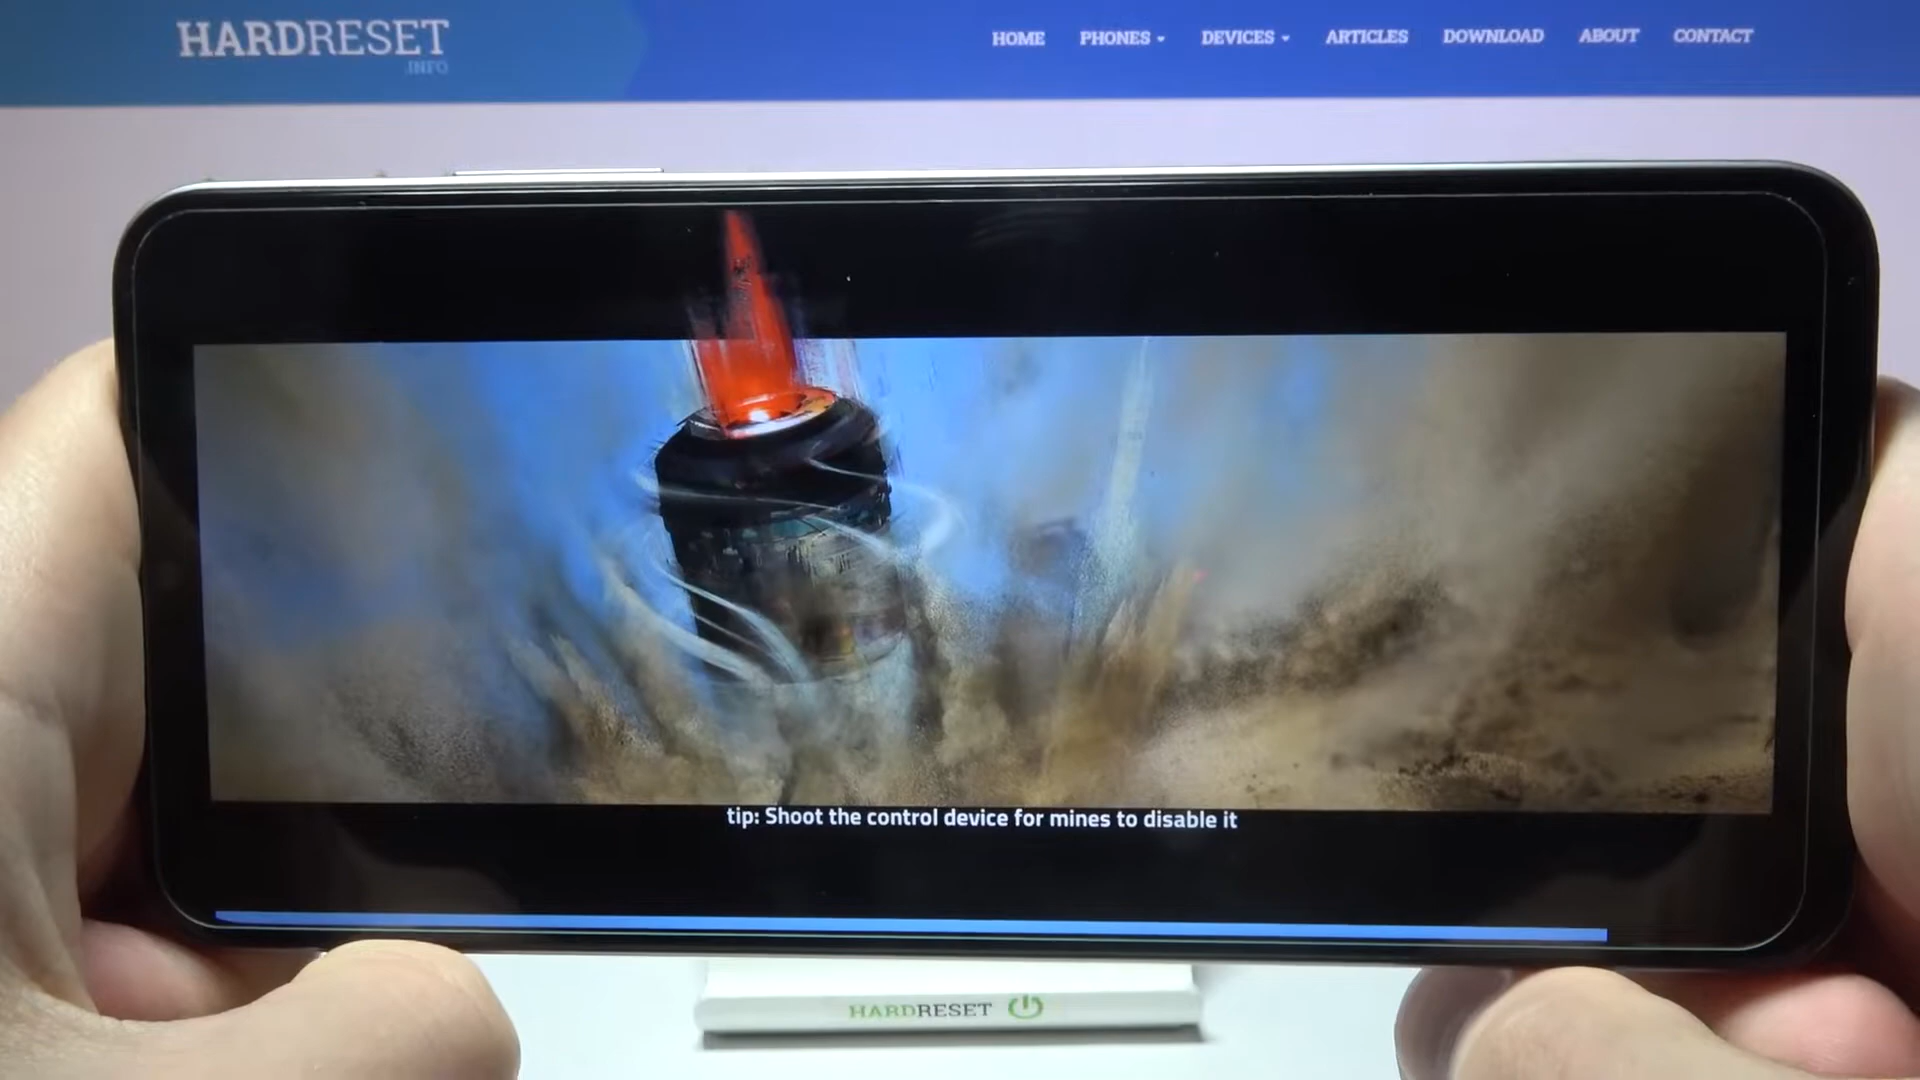 HARDRESET
.INFO
HOME PHONES DEVICES ARTICLES DOWNLOAD ABOUT CONTACT
tip: Shoot the control device for mines to disable it
HARDRESET